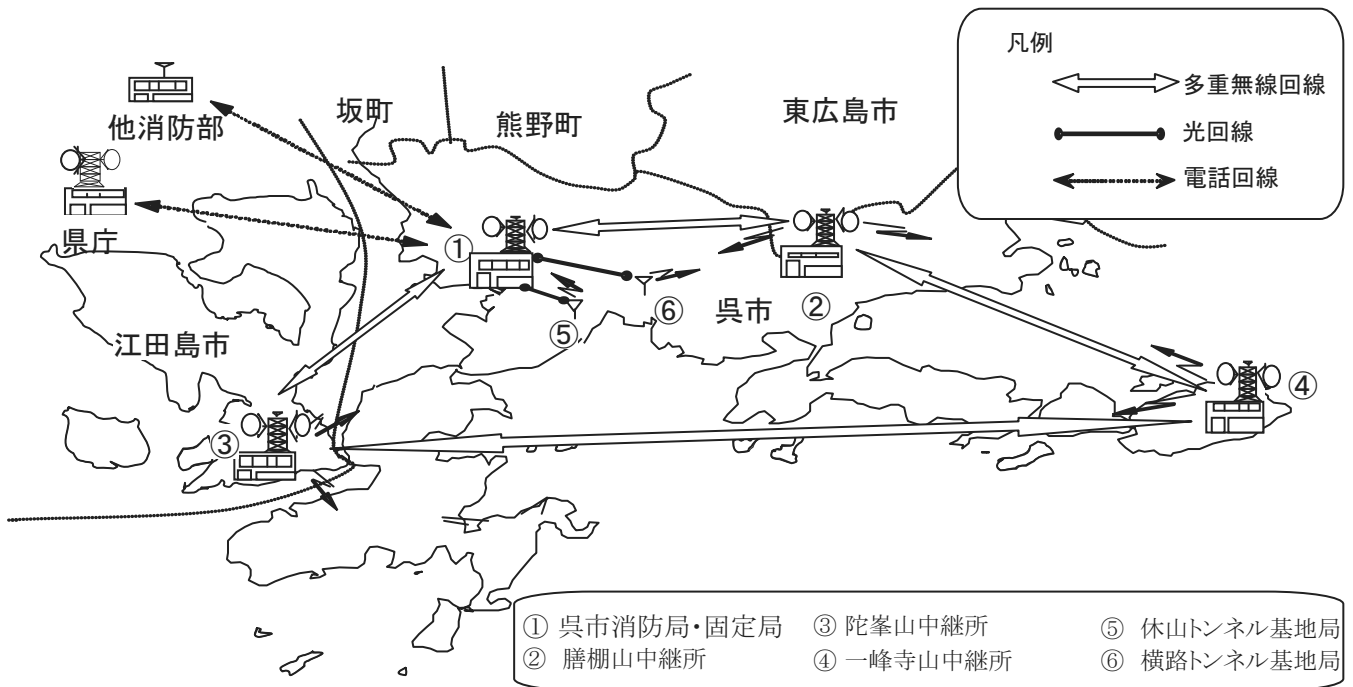 凡例
多重無線回線
光回線
電話回線
他消防部
坂町
熊野町
東広島市
県庁
①
⑥
呉市
②
⑤
江田島市
④
③
① 呉市消防局・固定局
③ 陀峯山中継所
⑤ 休山トンネル基地局
② 膳棚山中継所
④ 一峰寺山中継所
⑥ 横路トンネル基地局